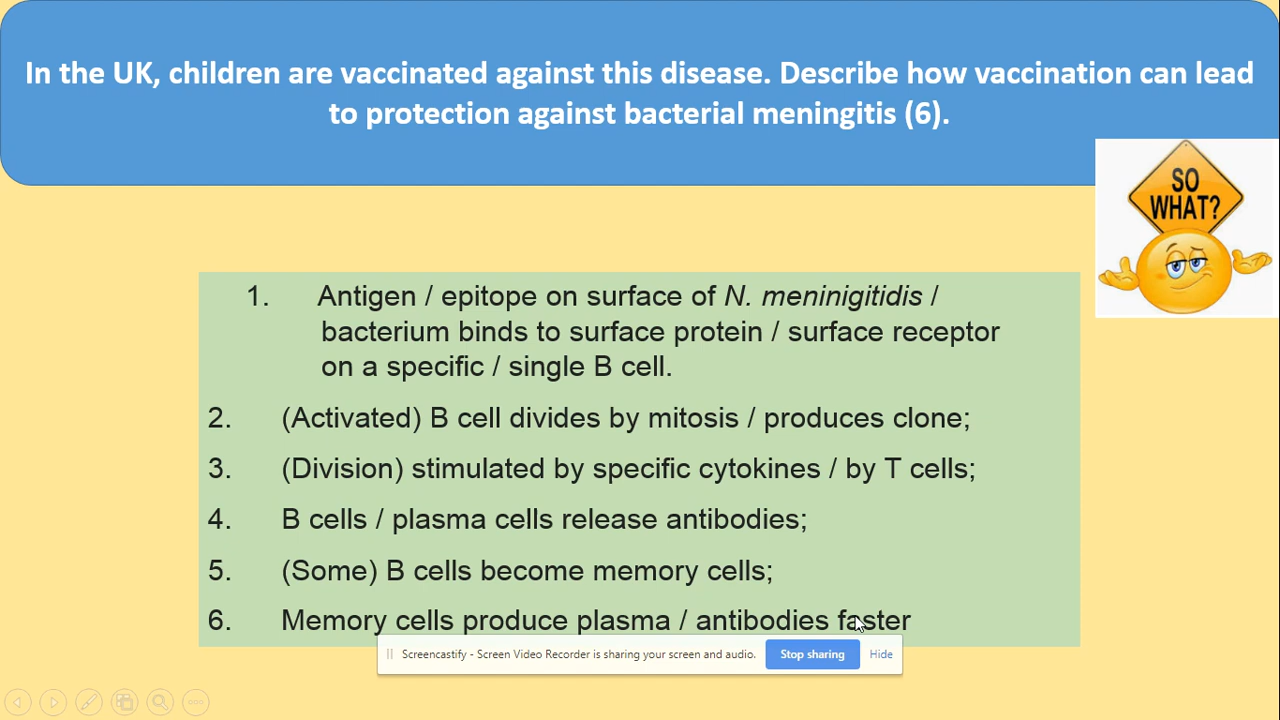 In the UK, children are vaccinated against this disease. Describe how vaccination can lead
to protection against bacterial meningitis (6).
SO
WHAT?
1. Antigen / epitope on surface of N. meninigitidis /
bacterium binds to surface protein / surface receptor
on a specific / single B cell.
2. (Activated) B cell divides by mitosis / produces clone;
3. (Division) stimulated by specific cytokines / by T cells;
4. B cells / plasma cells release antibodies;
5. (Some) B cells become memory cells;
6. Memory cells produce plasma / antibodies faster
Screencastify - Screen Video Recorder is sharing your screen and audio. Stop sharing Hide